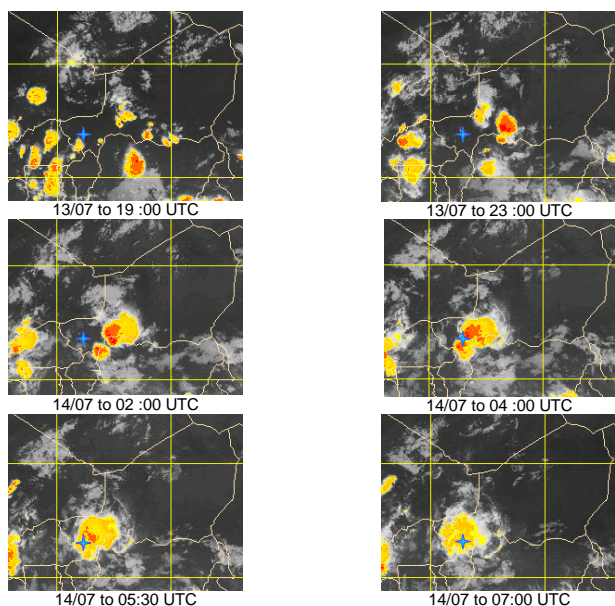 13/07 to 19 :00 UTC
13/07 to 23 :00 UTC
14/07 to 02 :00 UTC
14/07 to 04 :00 UTC
14/07 to 05:30 UTC
14/07 to 07:00 UTC